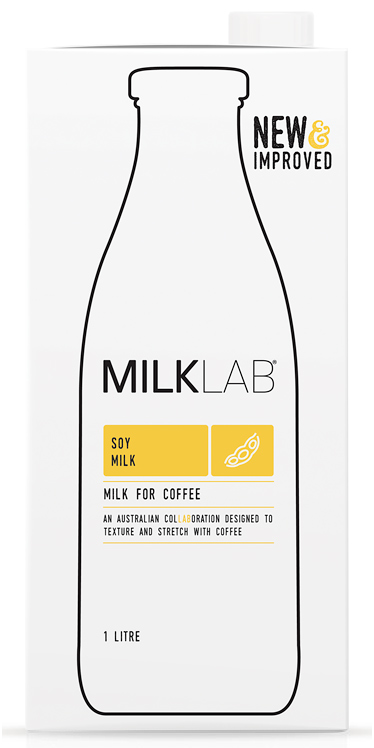 NEW &
IMPROVED
MILKLAB®
SOY
MILK
MILK FOR COFFEE
AN AUSTRALIAN COLLABORATION DESIGNED TO
TEXTURE AND STRETCH WITH COFFEE
1 LITRE